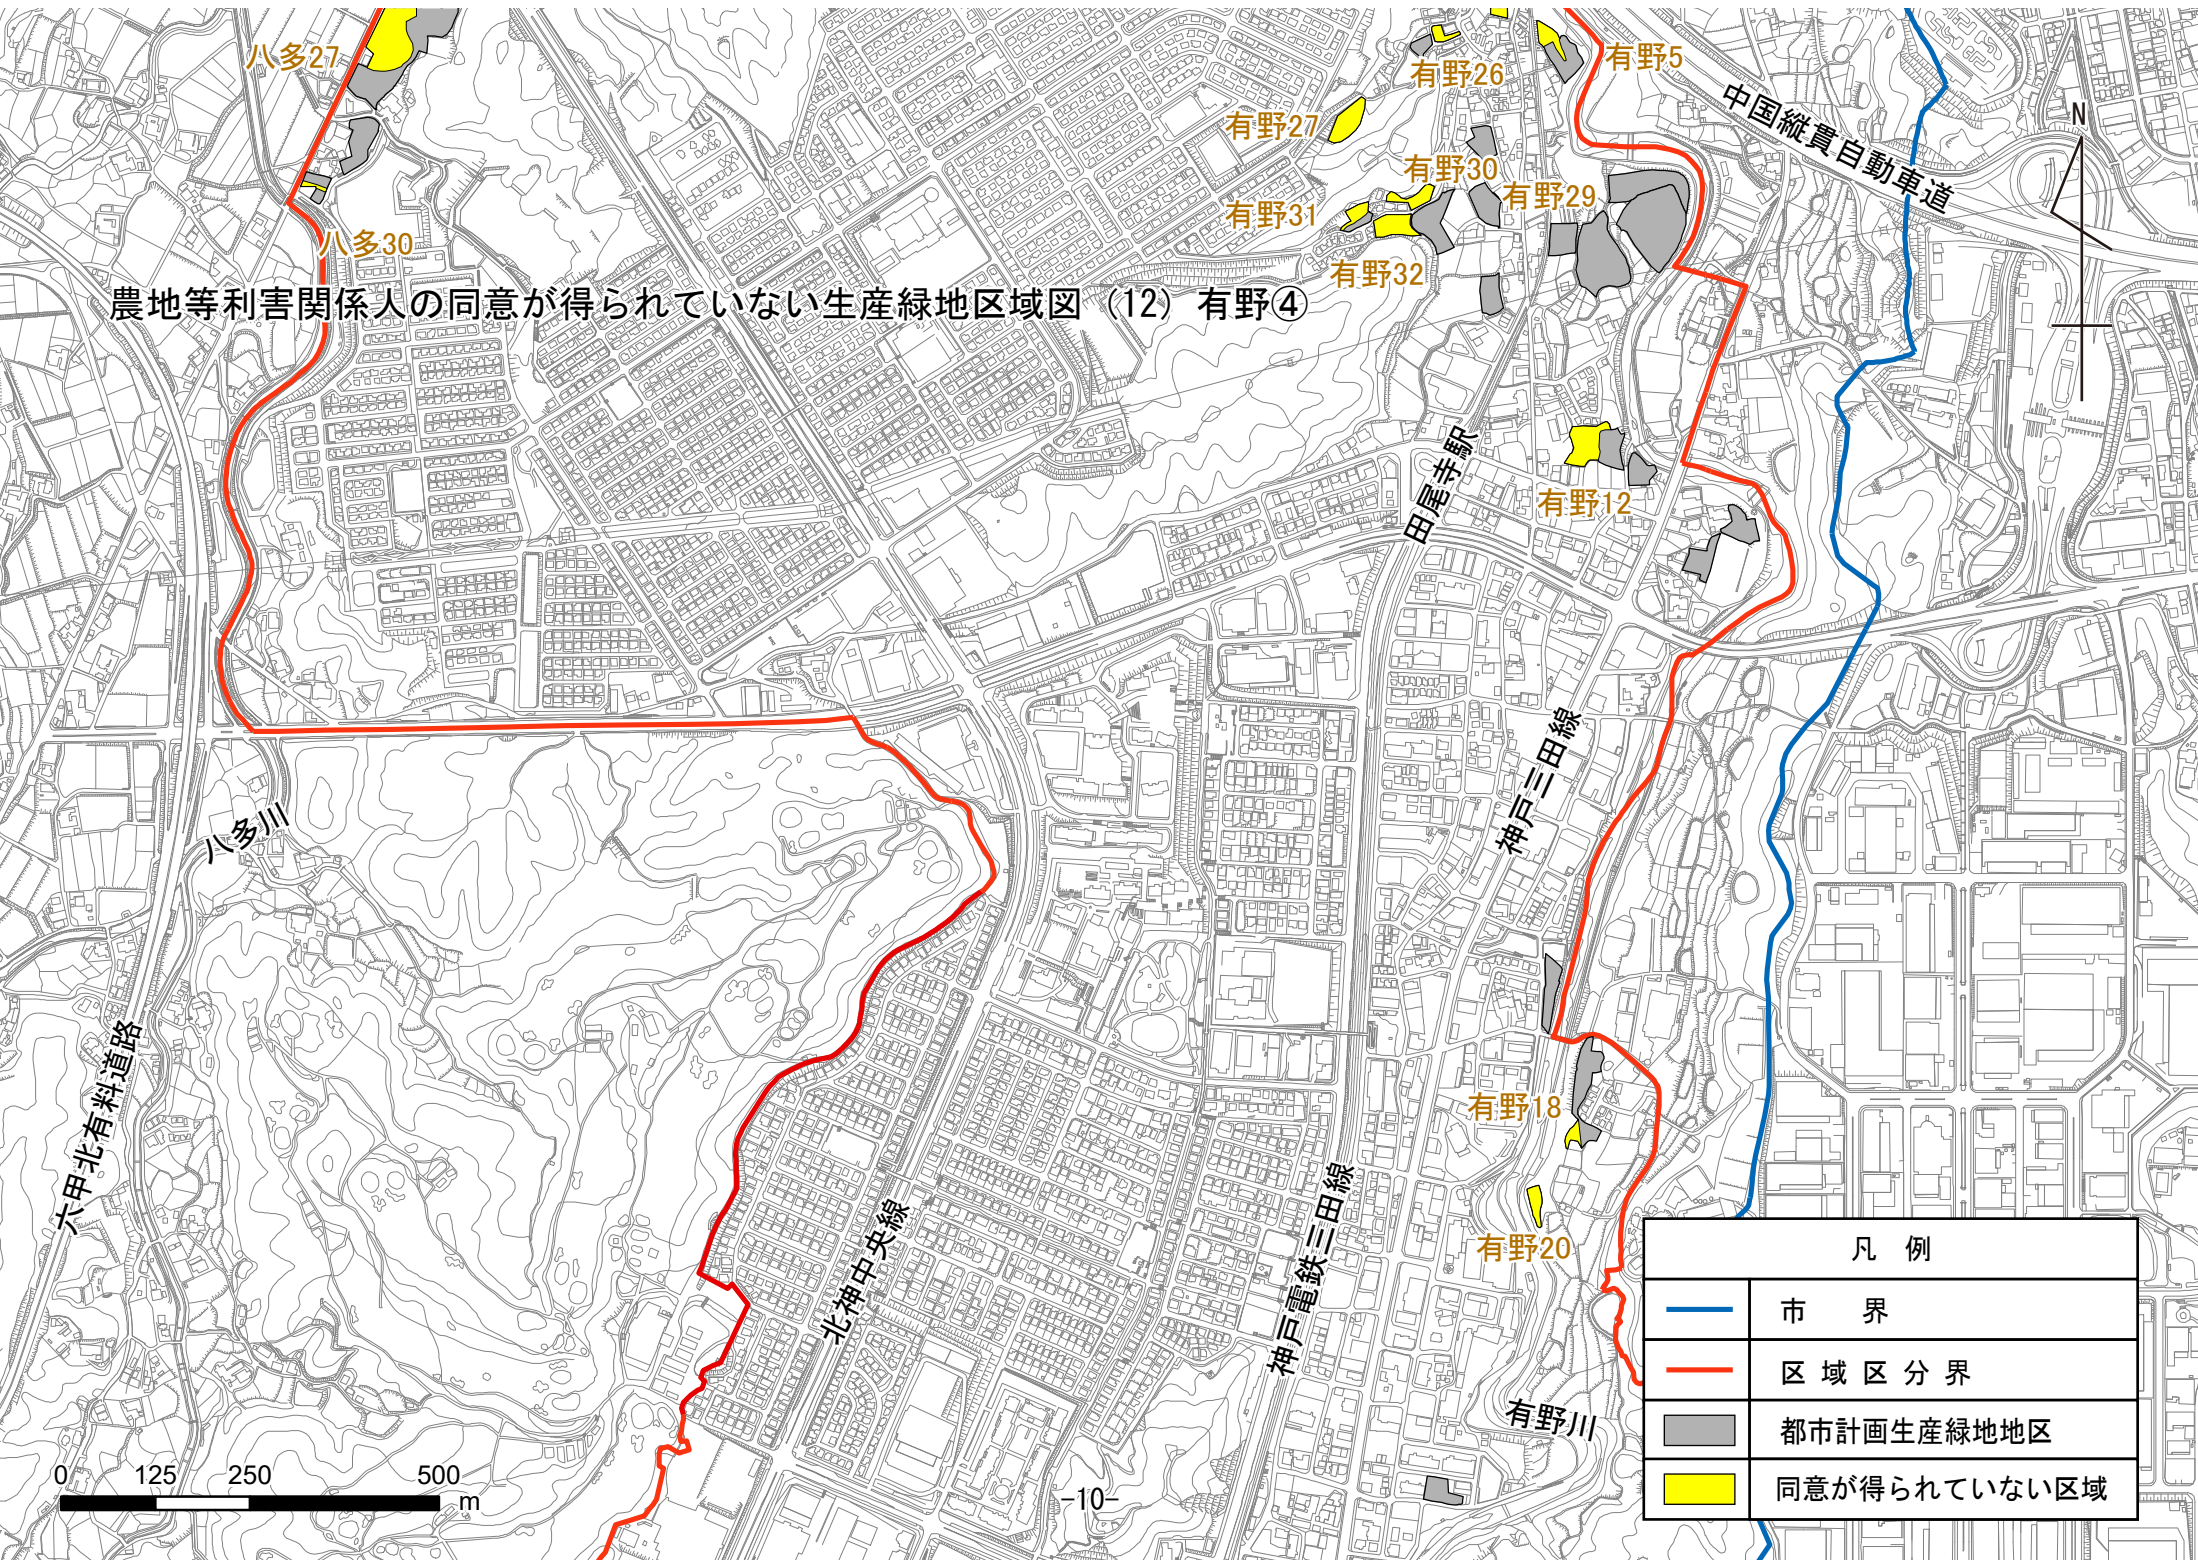 八多27
有野26
有野5
中国縦貫自動車道
N
有野27
有野30
有野29
有野31
八多30
有野32
農地等利害関係人の同意が得られていない生産緑地区域図 (12) 有野④
田尾寺駅
有野12
神戸三田線
八多川
六甲北有料道路
有野18
北神中央線
神戸電鉄三田線
有野20
凡 例
市 界
区 域 区 分 界
有野川
都市計画生産緑地地区
同意が得られていない区域
0 125 250 500 m
-10-